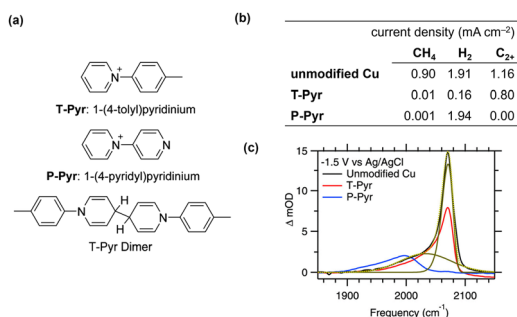 (a)
N+
T-Pyr: 1-(4-tolyl)pyridinium
N+
N
P-Pyr: 1-(4-pyridyl)pyridinium
N
H
H
N
T-Pyr Dimer
(b)
current density (mA cm⁻²)
CH₄ H₂ C₂₊
unmodified Cu 0.90 1.91 1.16
T-Pyr 0.01 0.16 0.80
P-Pyr 0.001 1.94 0.00
(c)
-1.5 V vs Ag/AgCl
Unmodified Cu
T-Pyr
P-Pyr
15
10
5
0
Δ mOD
1900 2000 2100
Frequency (cm⁻¹)